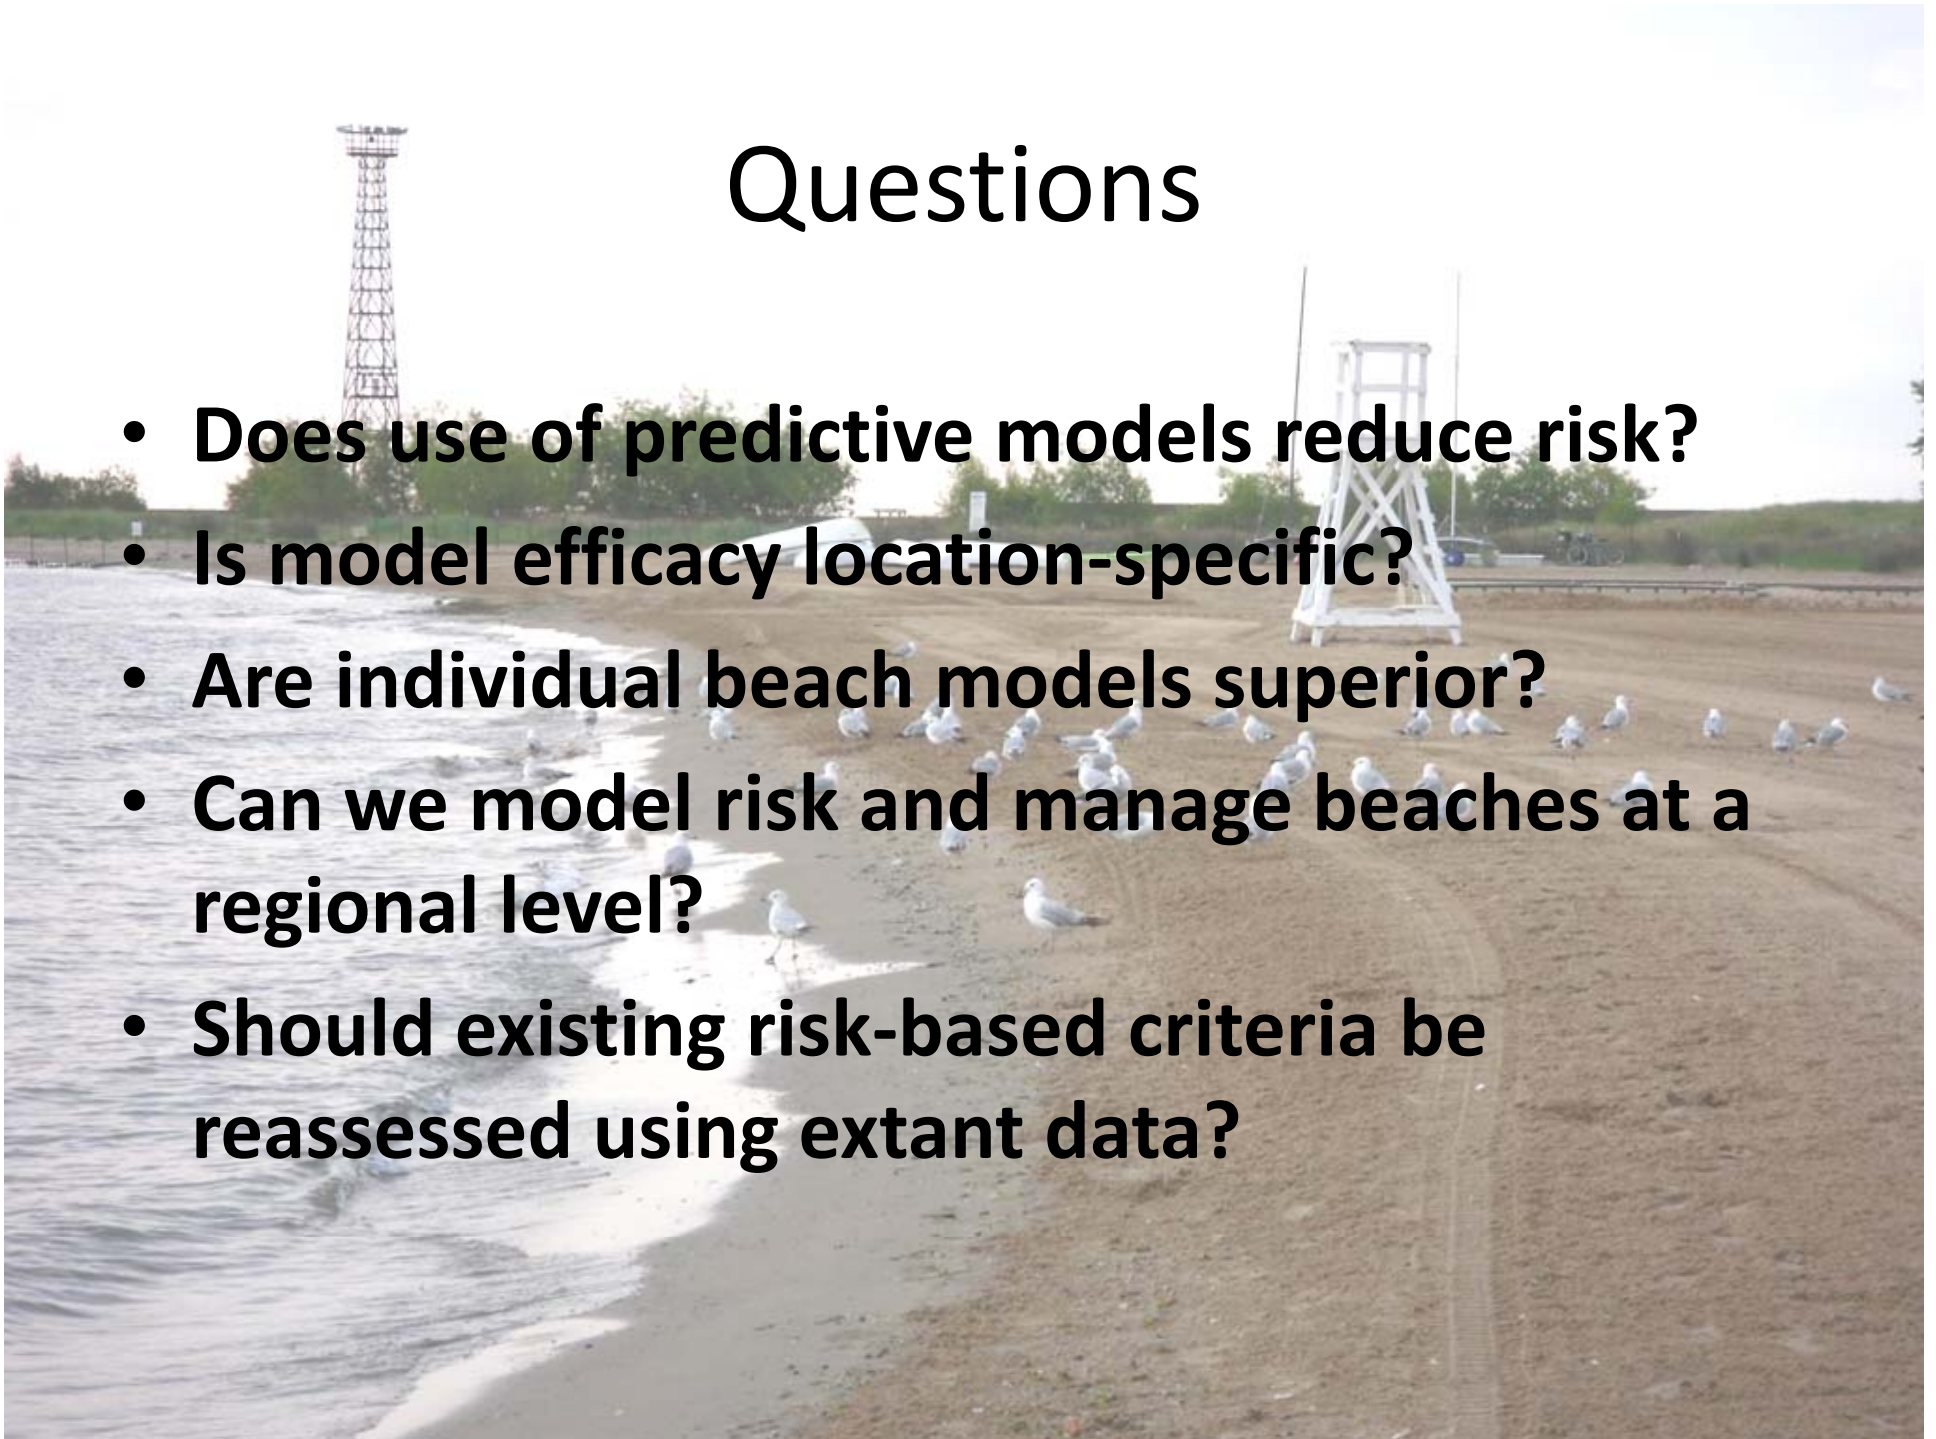 Questions
• Does use of predictive models reduce risk?
• Is model efficacy location-specific?
• Are individual beach models superior?
• Can we model risk and manage beaches at a
regional level?
• Should existing risk-based criteria be
reassessed using extant data?